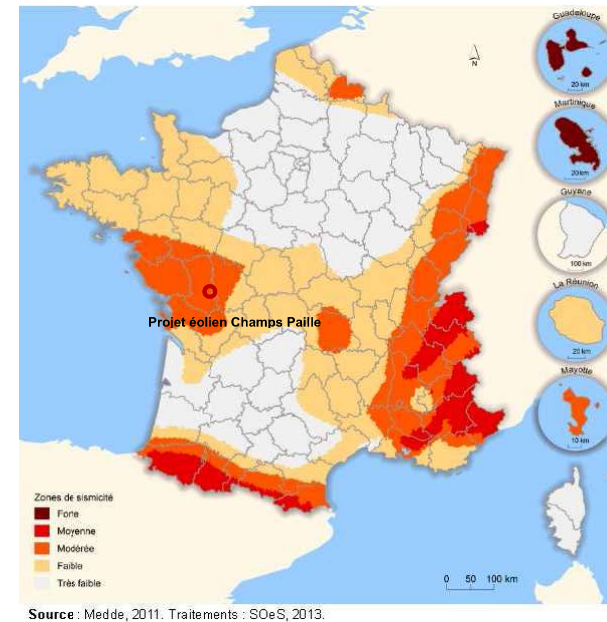 Guadeloupe
20 km
N
Martinique
20 km
Guyane
100 km
La Réunion
20 km
Projet éolien Champs Paille
Mayotte
10 km
Zones de sismicité
Forte
Moyenne
Modérée
Faible
Très faible
0 50 100 km
Source : Medde, 2011. Traitements : SOeS, 2013.